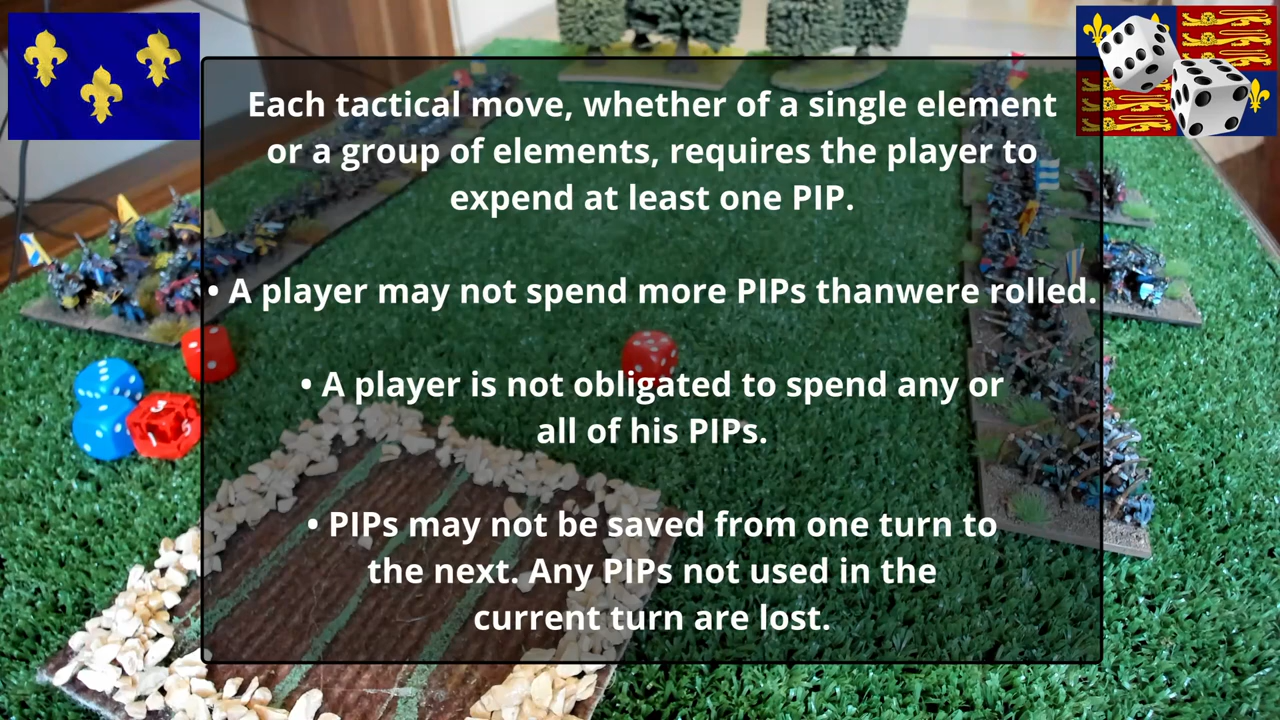 Each tactical move, whether of a single element
or a group of elements, requires the player to
expend at least one PIP.
• A player may not spend more PIPs thanwere rolled.
• A player is not obligated to spend any or
all of his PIPs.
• PIPs may not be saved from one turn to
the next. Any PIPs not used in the
current turn are lost.